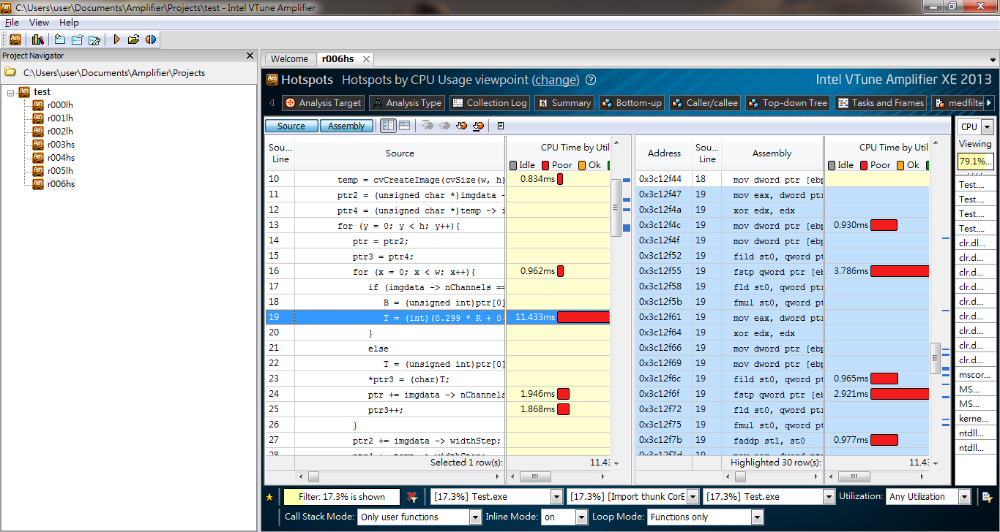 C:\Users\user\Documents\Amplifier\Projects\test - Intel VTune Amplifier
File View Help
Project Navigator
C:\Users\user\Documents\Amplifier\Projects
test
r000lh
r001lh
r002lh
r003hs
r004hs
r005lh
r006hs
Welcome r006hs
Hotspots Hotspots by CPU Usage viewpoint (change) Intel VTune Amplifier XE 2013
Analysis Target Analysis Type Collection Log Summary Bottom-up Caller/callee Top-down Tree Tasks and Frames medfilte
Source Assembly
Sou... Line Source CPU Time by Util
Idle Poor Ok
10 temp = cvCreateImage(cvSize(w, h) 0.834ms
11 ptr2 = (unsigned char *)imgdata -
12 ptr4 = (unsigned char *)temp -> i
13 for (y = 0; y < h; y++){
14 ptr = ptr2;
15 ptr3 = ptr4;
16 for (x = 0; x < w; x++){ 0.962ms
17 if (imgdata -> nChannels ==
18 B = (unsigned int)ptr[0]
19 T = (int)(0.299 * R + 0. 11.433ms
20 }
21 else
22 T = (unsigned int)ptr[0]
23 *ptr3 = (char)T;
24 ptr += imgdata -> nChannels 1.946ms
25 ptr3++; 1.868ms
26 }
27 ptr2 += imgdata -> widthStep;
28 ptr4 += temp -> widthStep;
Selected 1 row(s): 11.43
Address Sou... Line Assembly CPU Time by Util
Idle Poor Ok
0x3c12f44 18 mov dword ptr [ebp
0x3c12f47 19 mov eax, dword ptr
0x3c12f4a 19 xor edx, edx
0x3c12f4c 19 mov dword ptr [ebp 0.930ms
0x3c12f4f 19 mov dword ptr [ebp
0x3c12f52 19 fild st0, qword pt
0x3c12f55 19 fstp qword ptr [eb 3.786ms
0x3c12f58 19 fld st0, qword pt
0x3c12f5b 19 fmul st0, qword pt
0x3c12f61 19 mov eax, dword ptr
0x3c12f64 19 xor edx, edx
0x3c12f66 19 mov dword ptr [ebp
0x3c12f69 19 mov dword ptr [ebp
0x3c12f6c 19 fild st0, qword pt 0.965ms
0x3c12f6f 19 fstp qword ptr [eb 2.921ms
0x3c12f72 19 fld st0, qword pt
0x3c12f75 19 fmul st0, qword pt
0x3c12f7b 19 faddp st1, st0 0.977ms
0x3c12f7d 19 mov eax, dword ptr
Highlighted 30 row(s): 11.43
CPU
Viewing
79.1%...
Test....
Test....
Test....
Test....
clr.dl...
clr.d...
clr.d...
clr.d...
clr.d...
clr.d...
clr.d...
clr.d...
clr.d...
mscor...
MS...
MS...
kerne...
ntdll...
ntdll...
Filter: 17.3% is shown [17.3%] Test.exe [17.3%] [Import thunk CorE [17.3%] Test.exe Utilization: Any Utilization
Call Stack Mode: Only user functions Inline Mode: on Loop Mode: Functions only